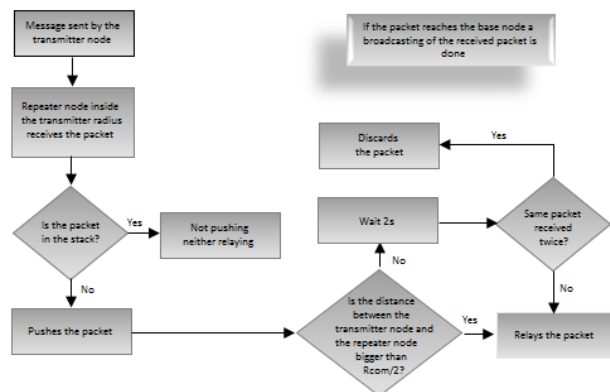 Message sent by the
transmitter node
If the packet reaches the base node a
broadcasting of the received packet is
done
Repeater node inside
the transmitter radius
receives the packet
Discards
the packet
Yes
Is the packet
in the stack?
Yes
Not pushing
neither relaying
Wait 2s
Same packet
received
twice?
No
No
No
Pushes the packet
Is the distance
between the
transmitter node and
the repeater node
bigger than
Rcom/2?
Yes
Relays the packet